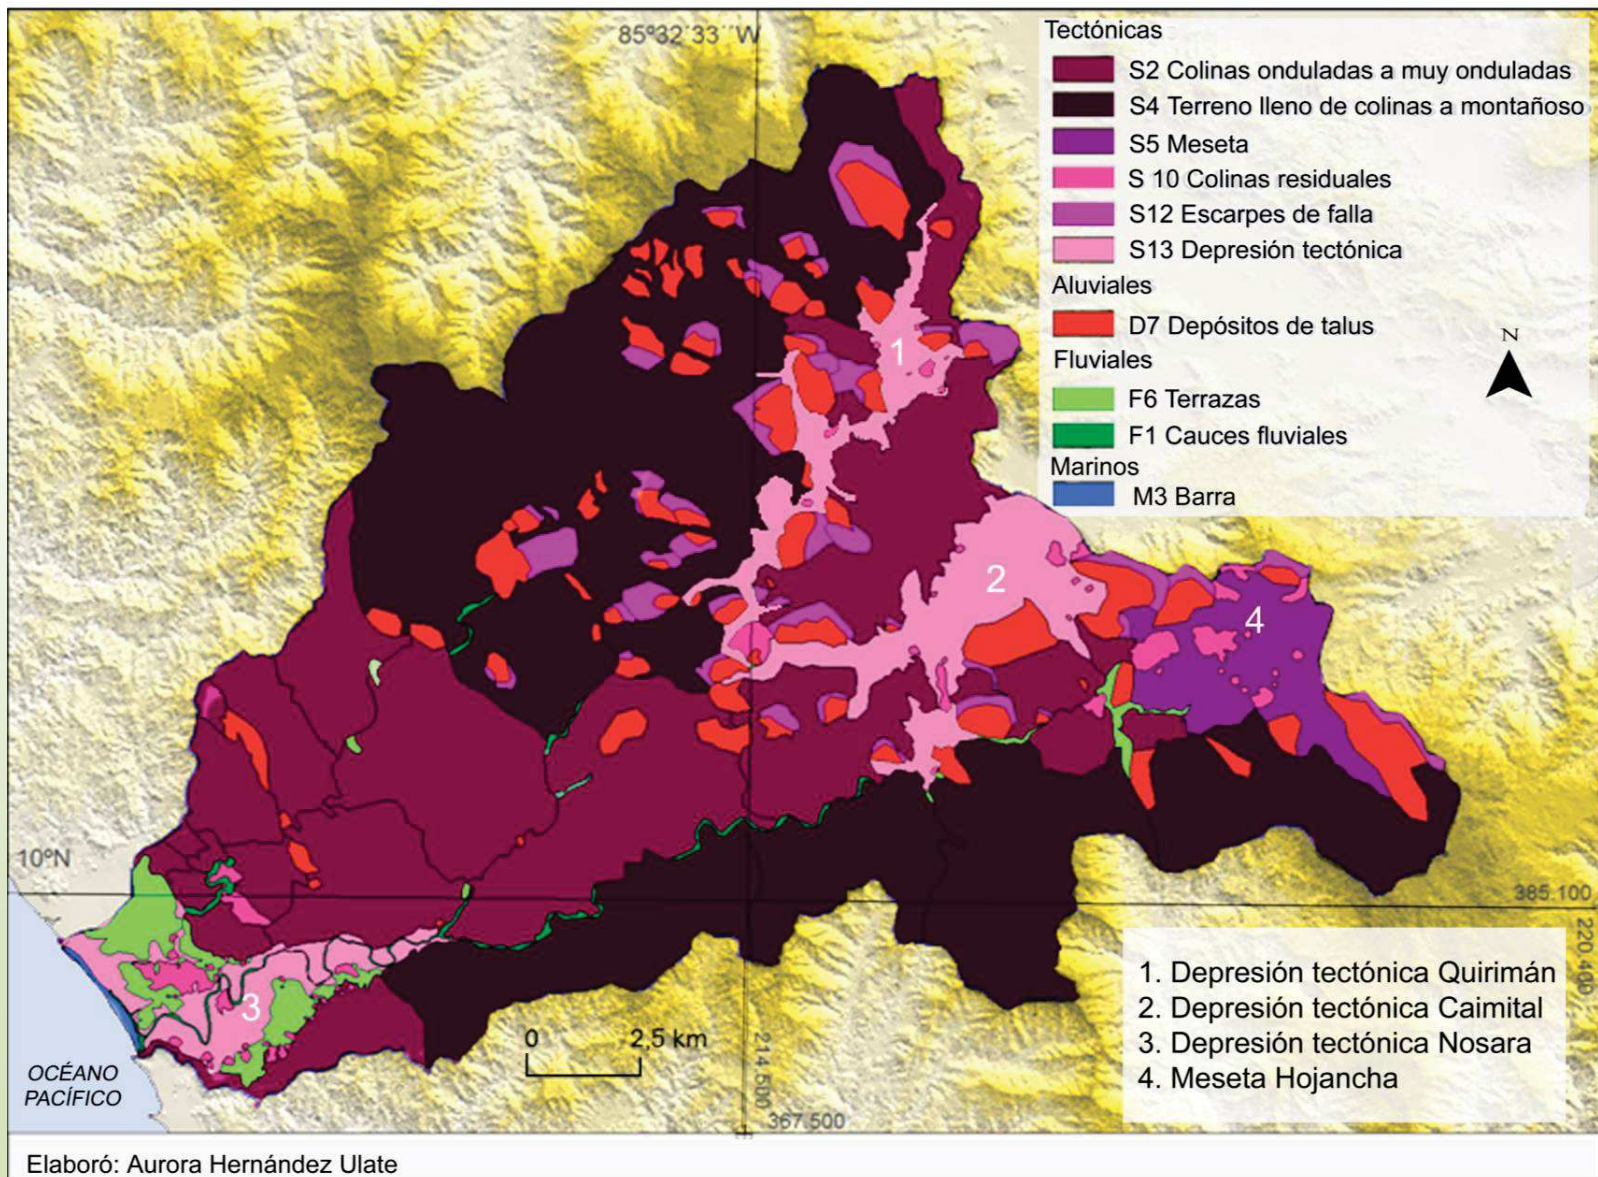 85º32´33´´W
Tectónicas
S2 Colinas onduladas a muy onduladas
S4 Terreno lleno de colinas a montañoso
S5 Meseta
S 10 Colinas residuales
S12 Escarpes de falla
S13 Depresión tectónica
Aluviales
D7 Depósitos de talus
Fluviales
F6 Terrazas
F1 Cauces fluviales
Marinos
M3 Barra
N
1
2
4
10ºN
385.100
220.400
3
1. Depresión tectónica Quirimán
2. Depresión tectónica Caimital
3. Depresión tectónica Nosara
4. Meseta Hojancha
0 2,5 km
214.500
367.500
OCÉANO
PACÍFICO
Elaboró: Aurora Hernández Ulate